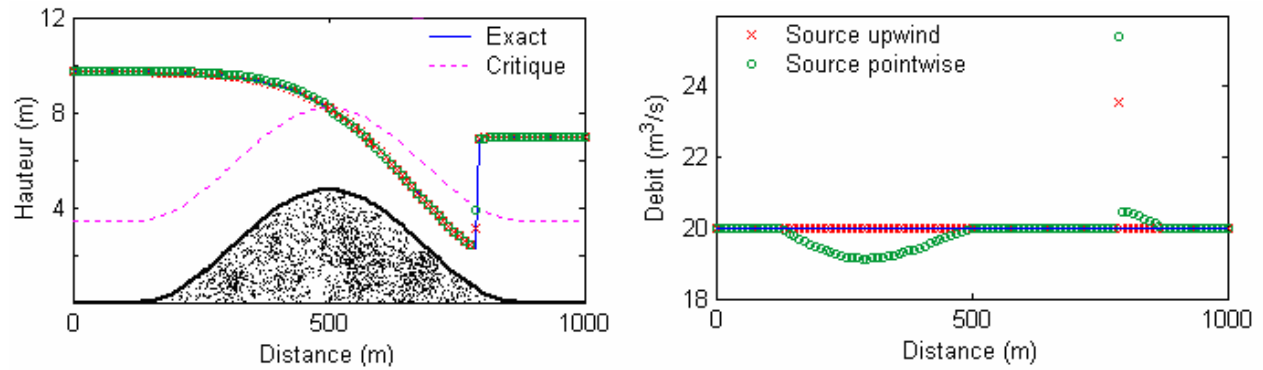 12
8
4
Hauteur (m)
Exact
Critique
0
500
1000
Distance (m)
Source upwind
Source pointwise
24
22
20
18
Debit (m³/s)
0
500
1000
Distance (m)